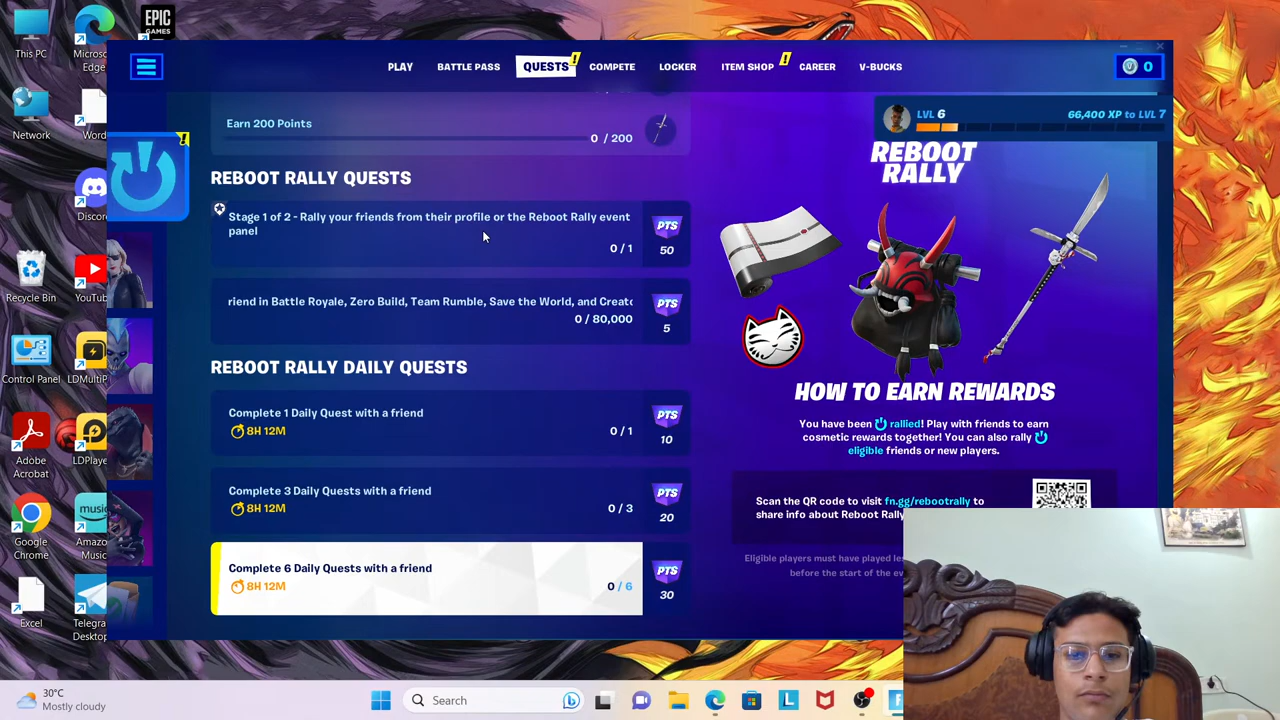 This PC
Microso
Edge
EPIC
GAMES
PLAY
BATTLE PASS
QUESTS
!
COMPETE
LOCKER
ITEM SHOP
!
CAREER
V-BUCKS
0
Network
Word
Discord
Recycle Bin
YouTub
Control Panel
LDMultiP
Adobe
Acrobat
LDPlaye
Google
Chrome
music
Amazo
Music
Excel
Telegra
Desktop
!
Earn 200 Points
0 / 200
LVL 6
66,400 XP to LVL 7
REBOOT RALLY QUESTS
Stage 1 of 2 - Rally your friends from their profile or the Reboot Rally event
panel
0 / 1
PTS
50
riend in Battle Royale, Zero Build, Team Rumble, Save the World, and Creat
0 / 80,000
PTS
5
REBOOT RALLY DAILY QUESTS
Complete 1 Daily Quest with a friend
8H 12M
0 / 1
PTS
10
Complete 3 Daily Quests with a friend
8H 12M
0 / 3
PTS
20
Complete 6 Daily Quests with a friend
8H 12M
0 / 6
PTS
30
REBOOT
RALLY
HOW TO EARN REWARDS
You have been rallied! Play with friends to earn
cosmetic rewards together! You can also rally
eligible friends or new players.
Scan the QR code to visit fn.gg/rebootrally to
share info about Reboot Rally
Eligible players must have played le
before the start of the ev
30°C
Mostly cloudy
Search